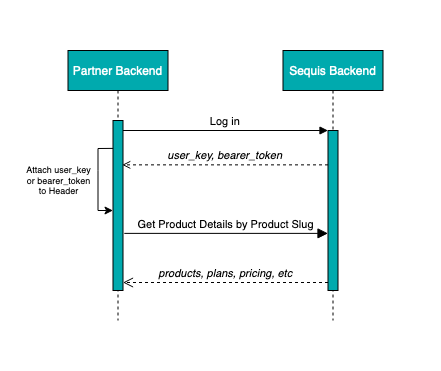 Partner Backend
Sequis Backend
Log in
user_key, bearer_token
Attach user_key
or bearer_token
to Header
Get Product Details by Product Slug
products, plans, pricing, etc